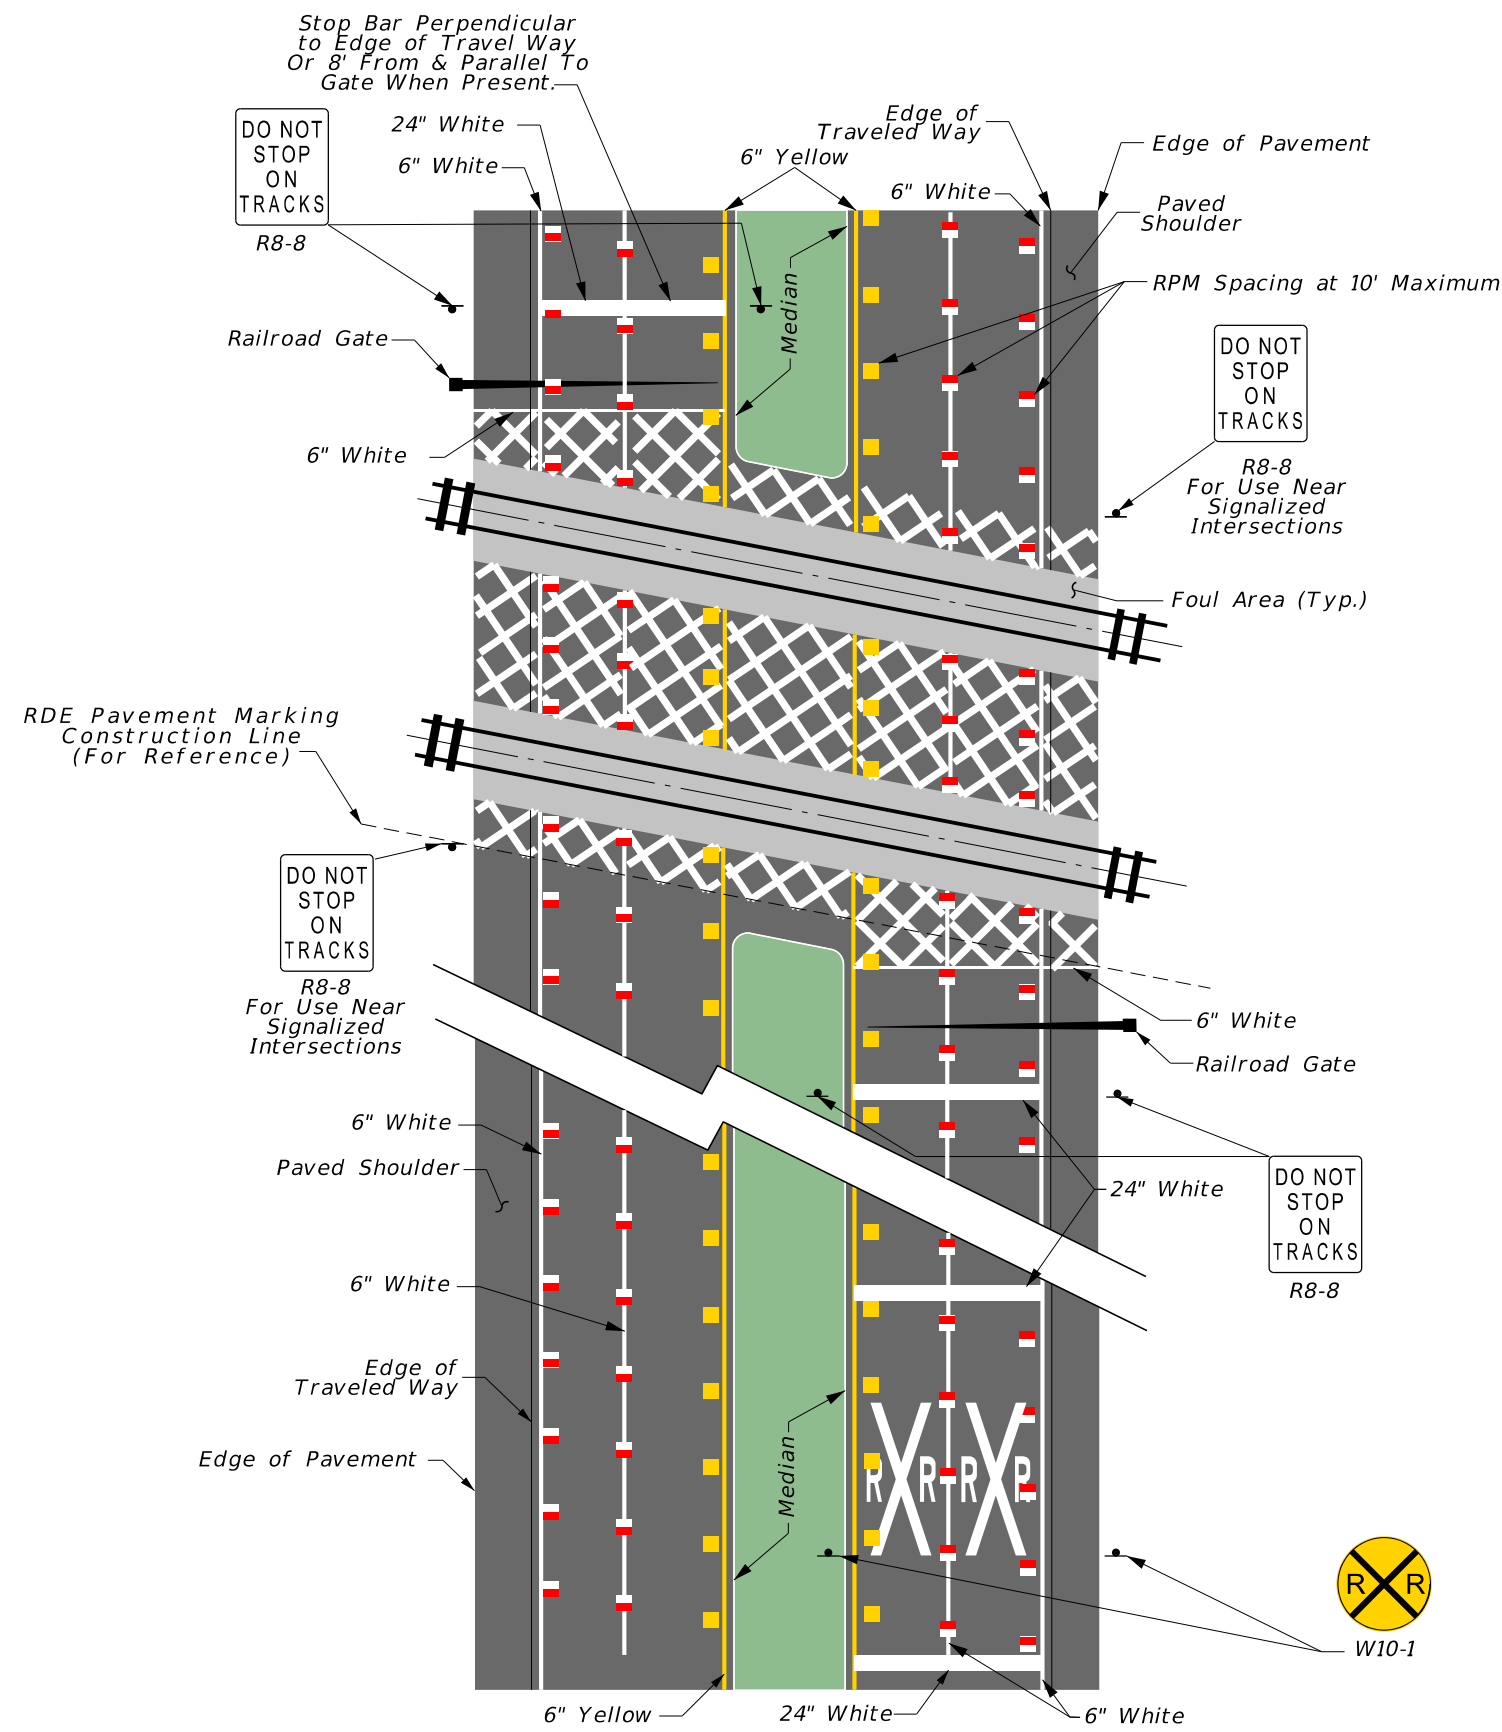 Stop Bar Perpendicular
to Edge of Travel Way
Or 8' From & Parallel To
Gate When Present.
24" White
6" White
DO NOT
STOP
ON
TRACKS
R8-8
Railroad Gate
6" White
6" Yellow
Edge of
Traveled Way
6" White
Edge of Pavement
Paved
Shoulder
RPM Spacing at 10' Maximum
Median
DO NOT
STOP
ON
TRACKS
R8-8
For Use Near
Signalized
Intersections
Foul Area (Typ.)
RDE Pavement Marking
Construction Line
(For Reference)
DO NOT
STOP
ON
TRACKS
R8-8
For Use Near
Signalized
Intersections
6" White
Railroad Gate
6" White
Paved Shoulder
24" White
DO NOT
STOP
ON
TRACKS
R8-8
6" White
Edge of
Traveled Way
Edge of Pavement
Median
R R
R R
R R
W10-1
6" Yellow
24" White
6" White